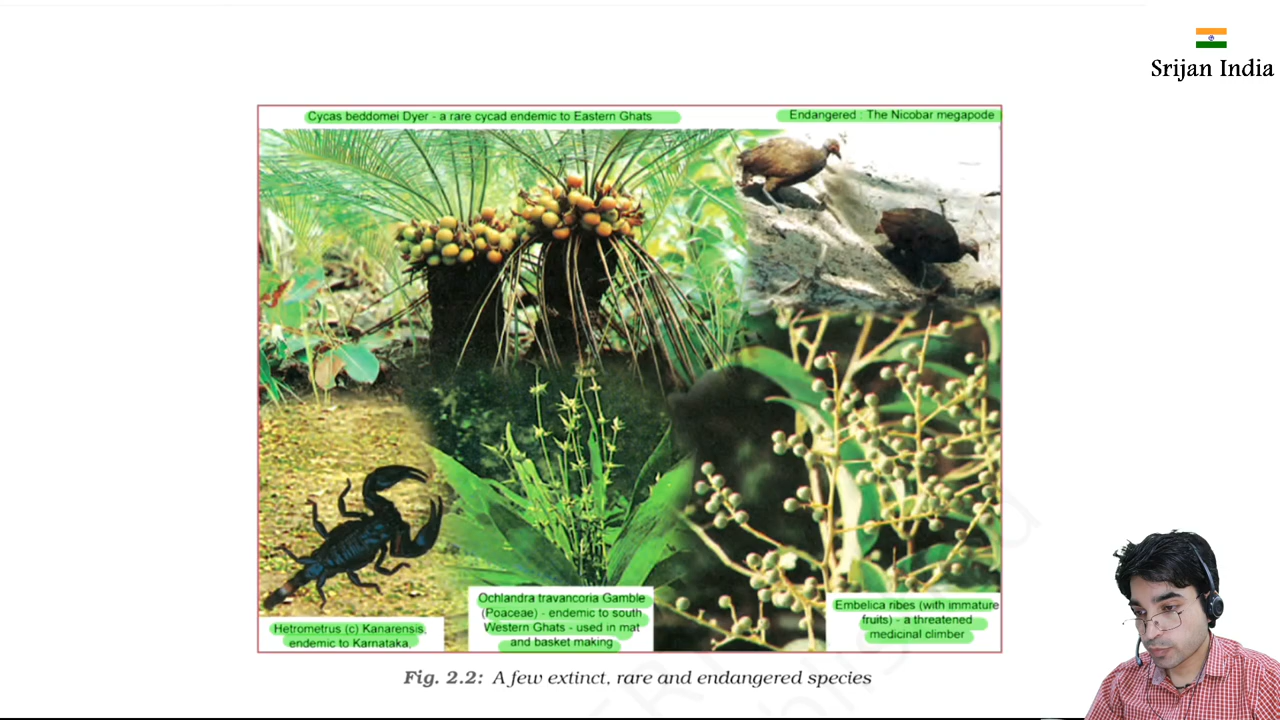 Srijan India
Cycas beddomei Dyer - a rare cycad endemic to Eastern Ghats
Endangered : The Nicobar megapode
Hetrometrus (c) Kanarensis,
endemic to Karnataka,
Ochlandra travancoria Gamble
(Poaceae) - endemic to south
Western Ghats - used in mat
and basket making
Embelica ribes (with immature
fruits) - a threatened
medicinal climber
Fig. 2.2: A few extinct, rare and endangered species